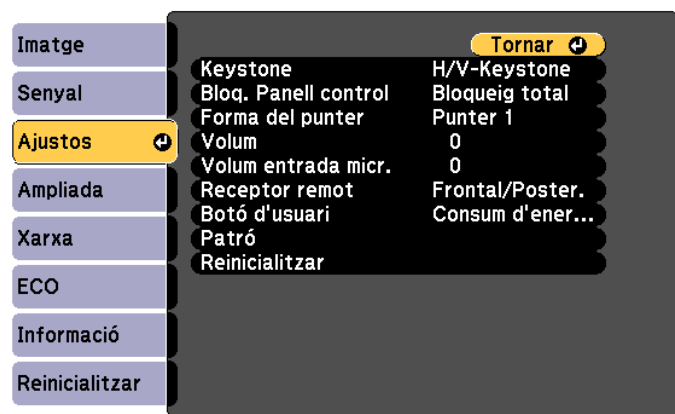 Imatge
Senyal
Ajustos
Ampliada
Xarxa
ECO
Informació
Reinicialitzar
Tornar
Keystone H/V-Keystone
Bloq. Panell control Bloqueig total
Forma del punter Punter 1
Volum 0
Volum entrada micr. 0
Receptor remot Frontal/Poster.
Botó d'usuari Consum d'ener...
Patró
Reinicialitzar